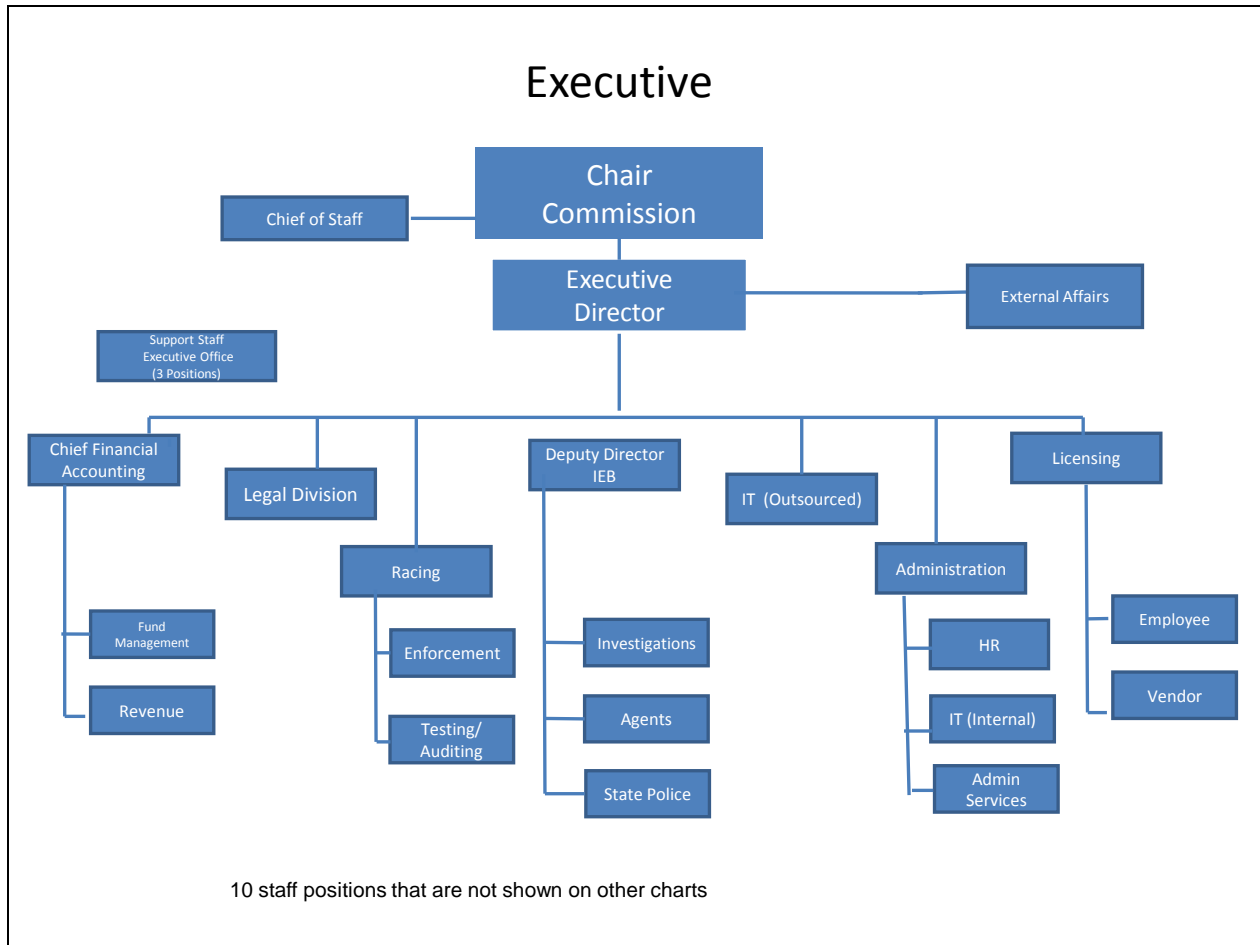 Executive
Chair
Commission
Chief of Staff
Executive
Director
External Affairs
Support Staff
Executive Office
(3 Positions)
Chief Financial
Accounting
Legal Division
Racing
Deputy Director
IEB
IT (Outsourced)
Administration
Licensing
Fund
Management
Revenue
Enforcement
Testing/
Auditing
Investigations
Agents
State Police
HR
IT (Internal)
Admin
Services
Employee
Vendor
10 staff positions that are not shown on other charts